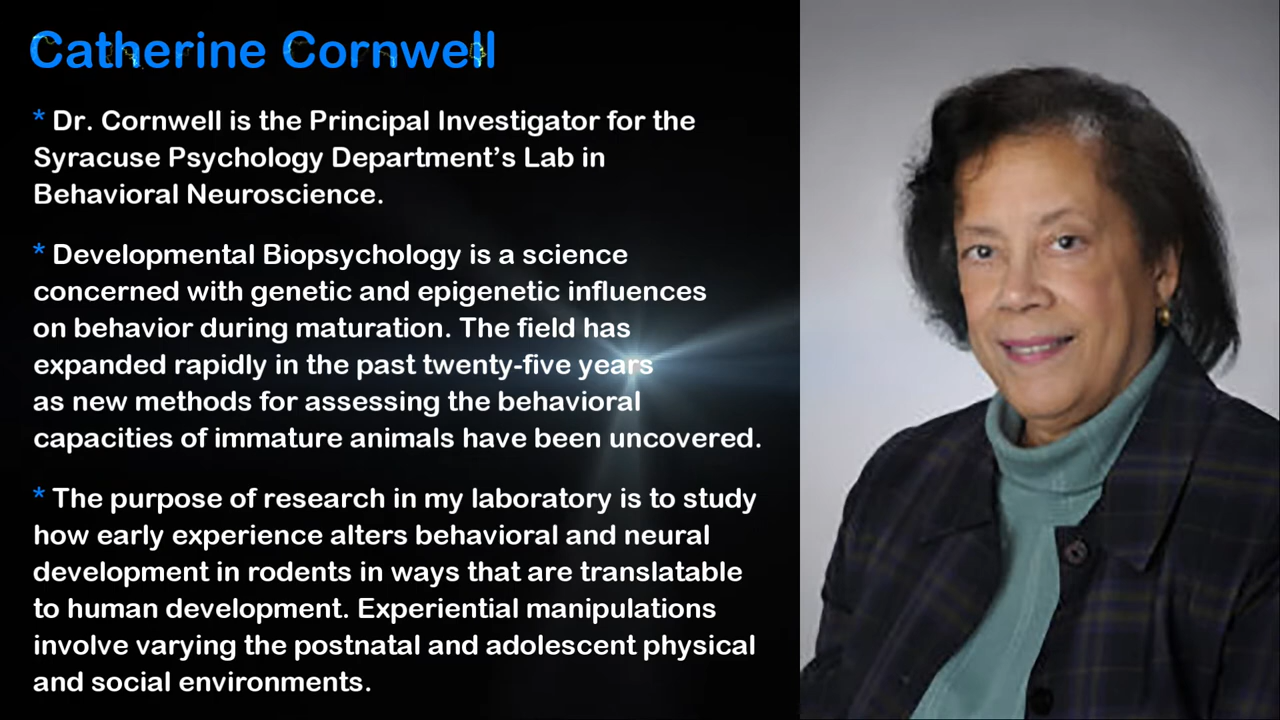 Catherine Cornwell
* Dr. Cornwell is the Principal Investigator for the
Syracuse Psychology Department’s Lab in
Behavioral Neuroscience.
* Developmental Biopsychology is a science
concerned with genetic and epigenetic influences
on behavior during maturation. The field has
expanded rapidly in the past twenty-five years
as new methods for assessing the behavioral
capacities of immature animals have been uncovered.
* The purpose of research in my laboratory is to study
how early experience alters behavioral and neural
development in rodents in ways that are translatable
to human development. Experiential manipulations
involve varying the postnatal and adolescent physical
and social environments.